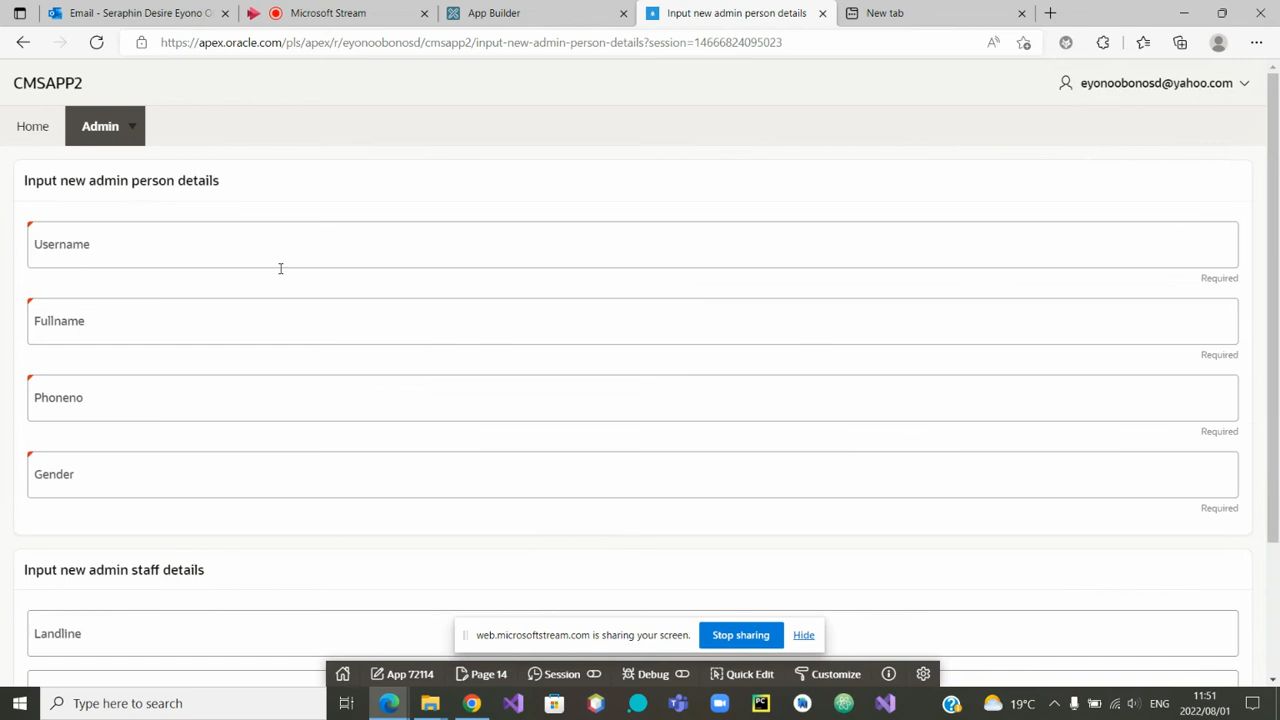 Email - Seraphin Desire Eyono O
Microsoft Stream
App Builder
Input new admin person details
New tab
https://apex.oracle.com/pls/apex/r/eyonoobonosd/cmsapp2/input-new-admin-person-details?session=14666824095023
CMSAPP2
eyonoobonosd@yahoo.com
Home
Admin
Input new admin person details
Username
Required
Fullname
Required
Phoneno
Required
Gender
Required
Input new admin staff details
Landline
web.microsoftstream.com is sharing your screen.
Stop sharing
Hide
App 72114
Page 14
Session
Debug
Quick Edit
Customize
Type here to search
19°C
ENG
11:51
2022/08/01